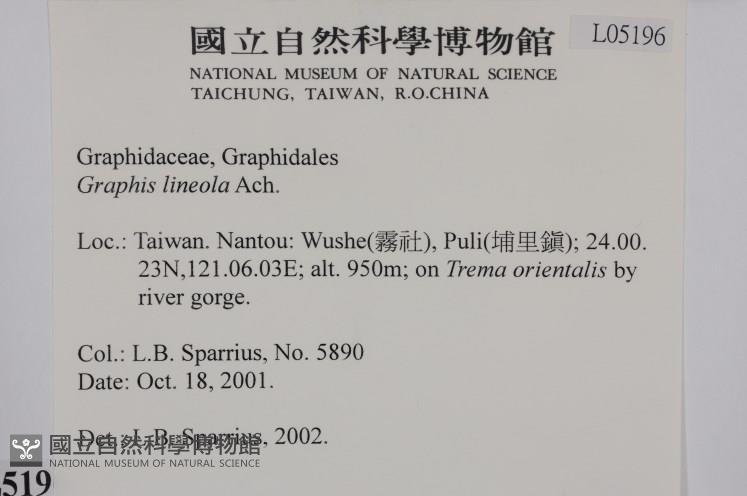 國立自然科學博物館
L05196
NATIONAL MUSEUM OF NATURAL SCIENCE
TAICHUNG, TAIWAN, R.O.CHINA
Graphidaceae, Graphidales
Graphis lineola Ach.
Loc.: Taiwan. Nantou: Wushe(霧社), Puli(埔里鎮); 24.00.
23N,121.06.03E; alt. 950m; on Trema orientalis by
river gorge.
Col.: L.B. Sparrius, No. 5890
Date: Oct. 18, 2001.
Det. L.B. Sparrius, 2002.
國立自然科學博物館
NATIONAL MUSEUM OF NATURAL SCIENCE
519